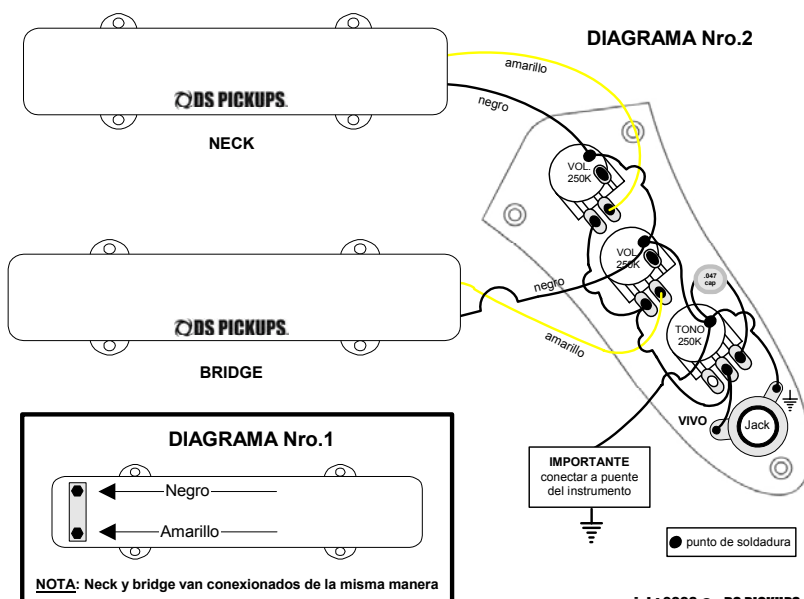 DIAGRAMA Nro.2
amarillo
negro
DS PICKUPS.
NECK
VOL.
250K
VOL.
250K
.047
cap
negro
amarillo
DS PICKUPS.
BRIDGE
TONO
250K
VIVO
Jack
IMPORTANTE
conectar a puente
del instrumento
punto de soldadura
DIAGRAMA Nro.1
Negro
Amarillo
NOTA: Neck y bridge van conexionados de la misma manera
DS PICKUPS